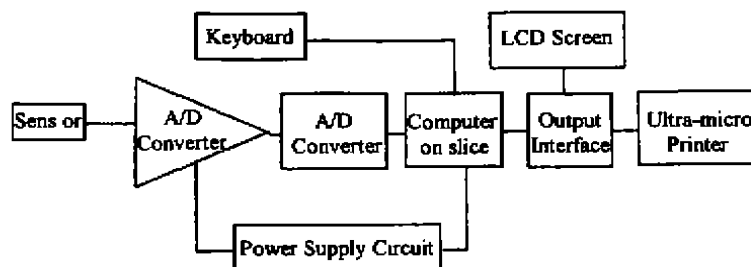 Keyboard
LCD Screen
Sens or
A/D
Converter
A/D
Converter
Computer
on slice
Output
Interface
Ultra-micro
Printer
Power Supply Circuit